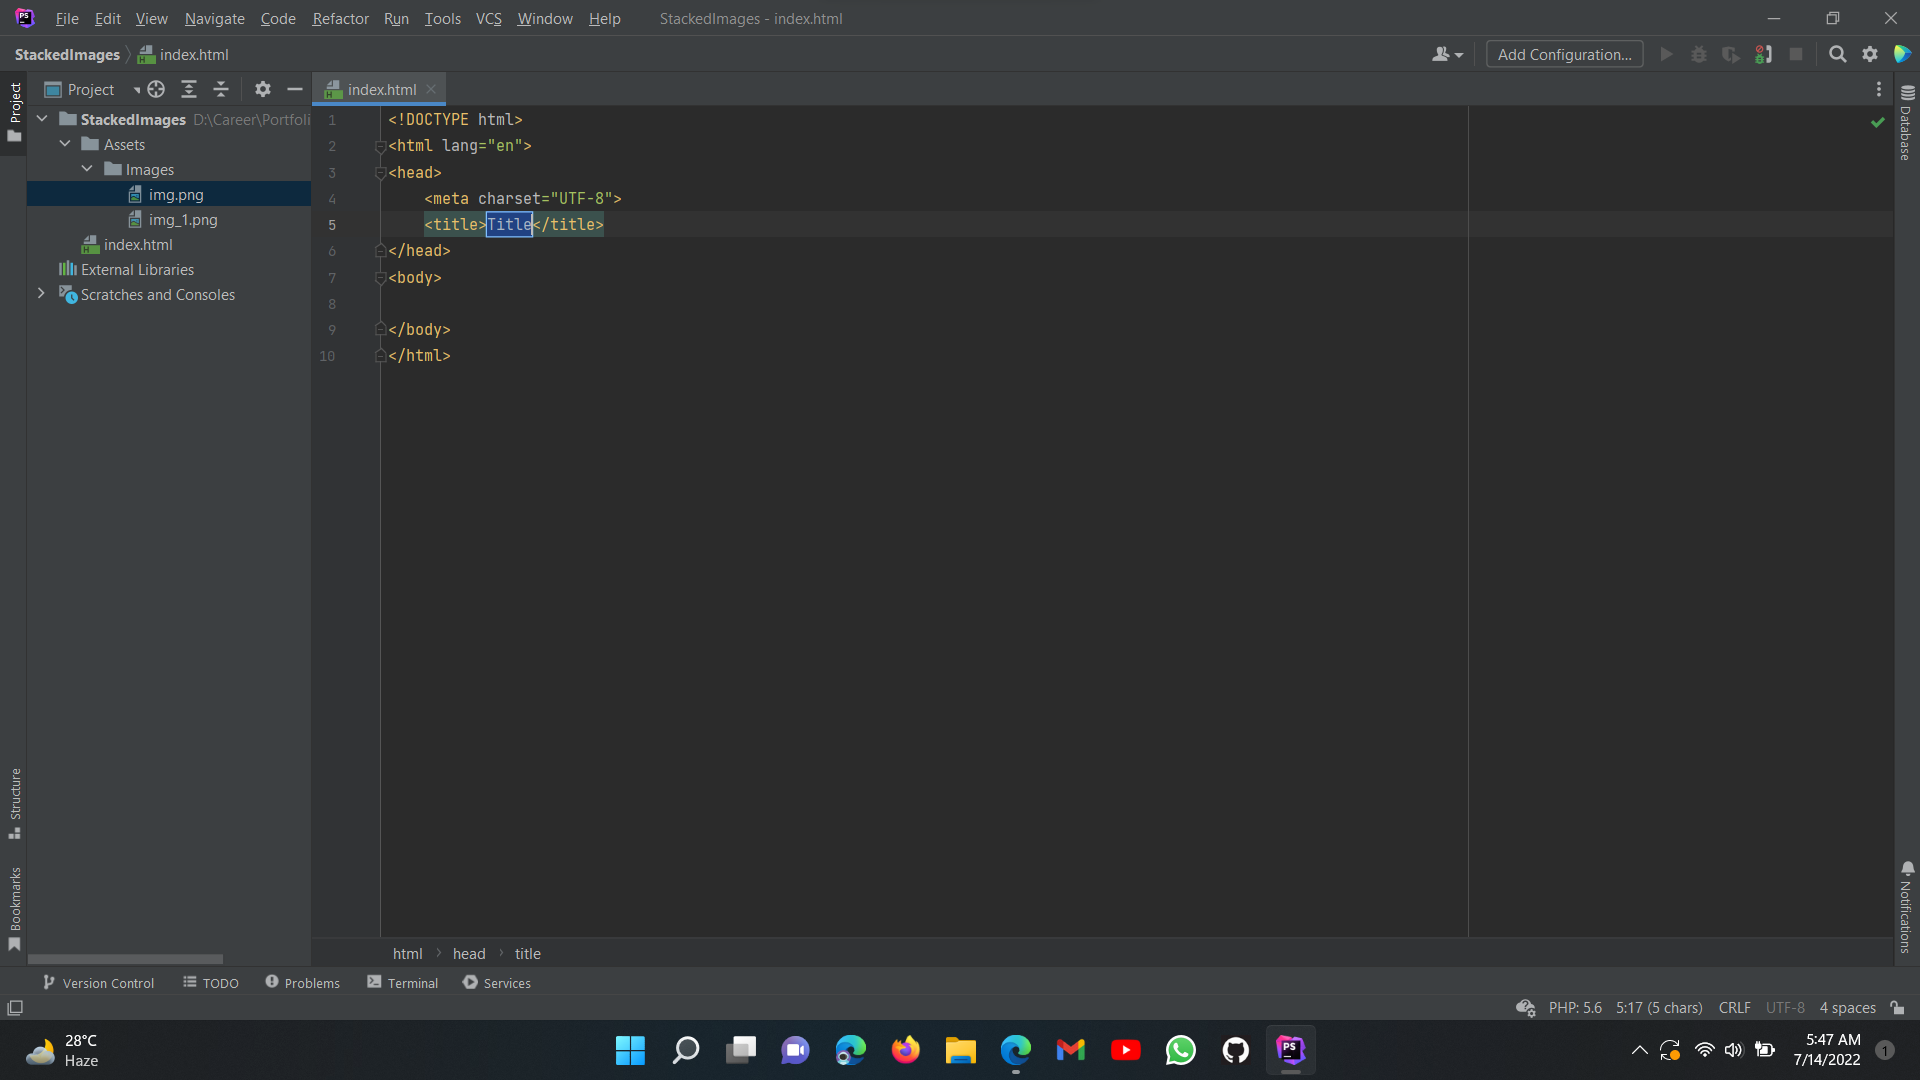 File Edit View Navigate Code Refactor Run Tools VCS Window Help StackedImages - index.html
StackedImages index.html Add Configuration...
Project
Project
index.html
StackedImages D:\Career\Portfoli
Assets
Images
img.png
img_1.png
index.html
External Libraries
Scratches and Consoles
1 <!DOCTYPE html>
2 <html lang="en">
3 <head>
4 <meta charset="UTF-8">
5 <title>Title</title>
6 </head>
7 <body>
8
9 </body>
10 </html>
Database
Structure
Bookmarks
Notifications
html head title
Version Control TODO Problems Terminal Services
PHP: 5.6 5:17 (5 chars) CRLF UTF-8 4 spaces
28°C
Haze
PS
5:47 AM
7/14/2022
1